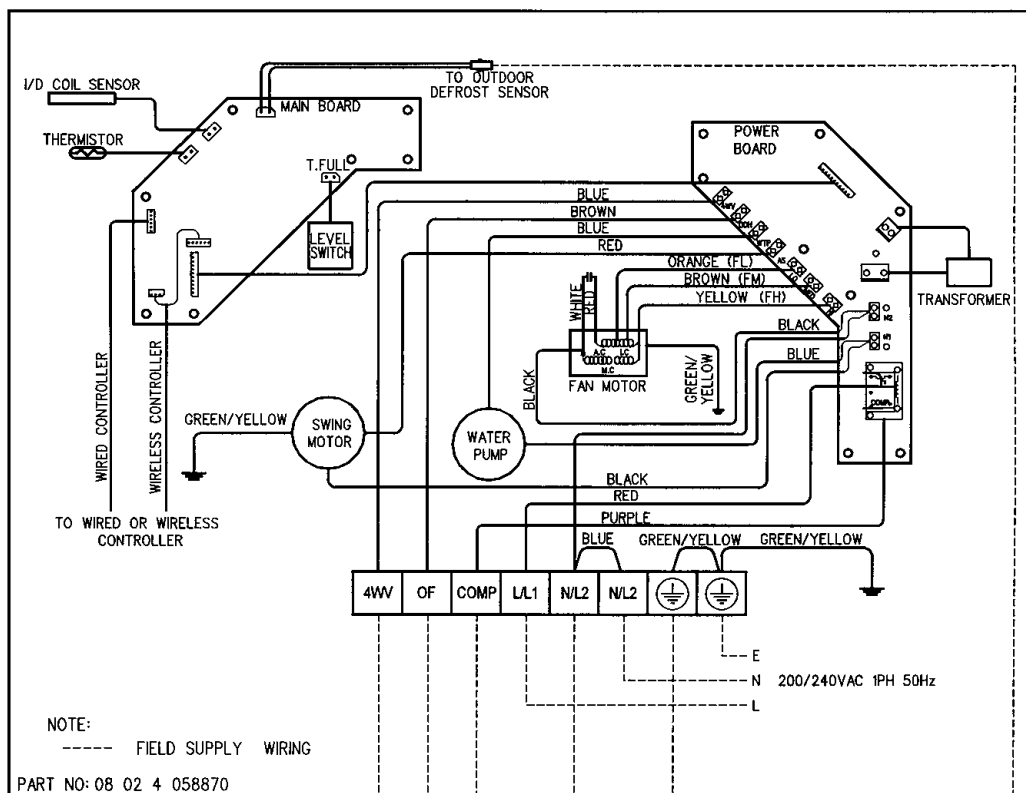 TO OUTDOOR
DEFROST SENSOR
I/D COIL SENSOR
MAIN BOARD
THERMISTOR
T.FULL
LEVEL
SWITCH
POWER
BOARD
BLUE
BROWN
BLUE
RED
ORANGE (FL)
BROWN (FM)
YELLOW (FH)
4WV
N2
N1
COMP.
TRANSFORMER
BLACK
BLUE
WHITE
RED
A.C
I.C
M.C
FAN MOTOR
BLACK
GREEN/
YELLOW
GREEN/YELLOW
SWING
MOTOR
WATER
PUMP
WIRED CONTROLLER
WIRELESS CONTROLLER
TO WIRED OR WIRELESS
CONTROLLER
BLACK
RED
PURPLE
BLUE
GREEN/YELLOW
GREEN/YELLOW
4WV
OF
COMP
L/L1
N/L2
N/L2
E
N 200/240VAC 1PH 50Hz
L
NOTE:
----- FIELD SUPPLY WIRING
PART NO: 08 02 4 058870